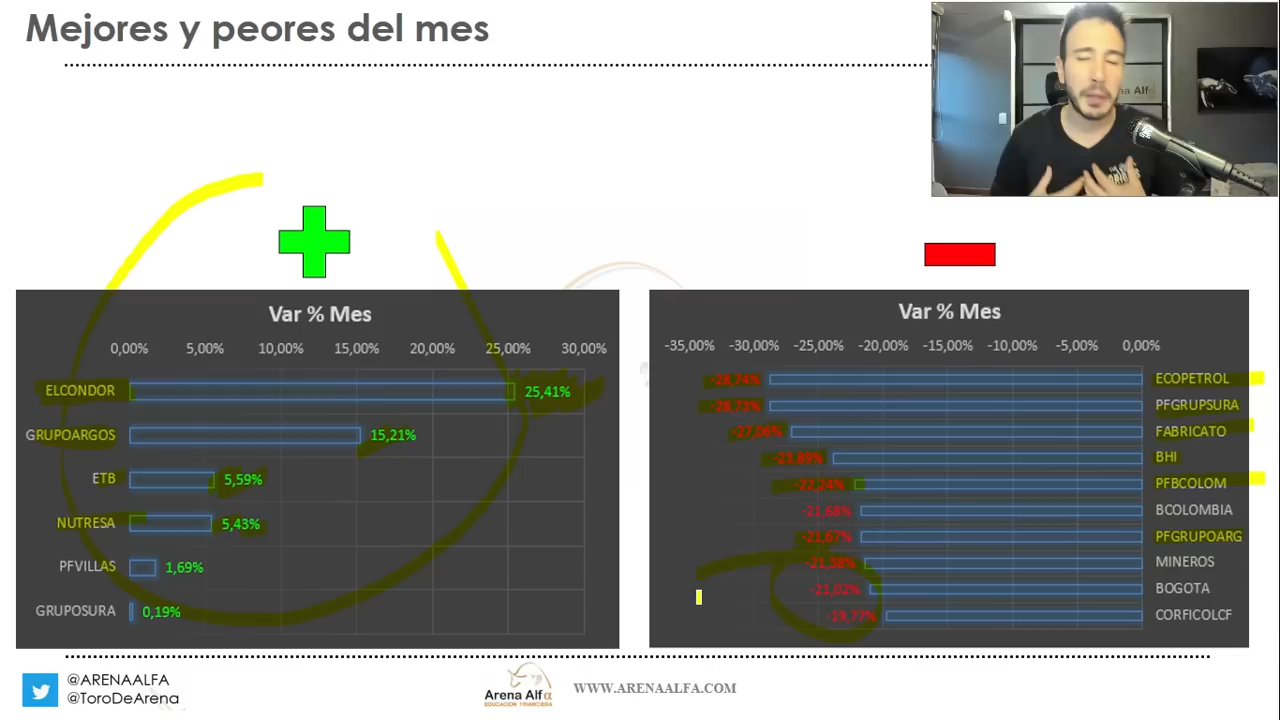 Mejores y peores del mes
Arena Alf
Var % Mes
0,00% 5,00% 10,00% 15,00% 20,00% 25,00% 30,00%
ELCONDOR 25,41%
GRUPOARGOS 15,21%
ETB 5,59%
NUTRESA 5,43%
PFVILLAS 1,69%
GRUPOSURA 0,19%
Var % Mes
-35,00% -30,00% -25,00% -20,00% -15,00% -10,00% -5,00% 0,00%
-28,74% ECOPETROL
-28,73% PFGRUPSURA
-27,06% FABRICATO
-23,89% BHI
-22,24% PFBCOLOM
-21,68% BCOLOMBIA
-21,67% PFGRUPOARG
-21,38% MINEROS
-21,02% BOGOTA
-19,77% CORFICOLCF
@ARENAALFA
@ToroDeArena
Arena Alfα
EDUCACIÓN FINANCIERA
WWW.ARENAALFA.COM